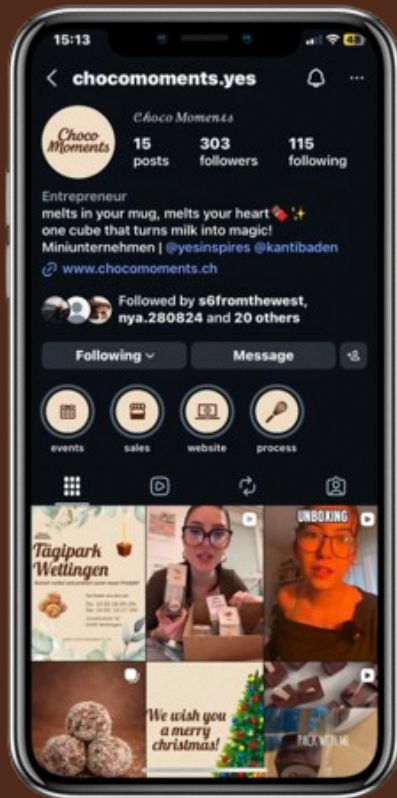 15:13
48
chocomoments.yes
Choco Moments
Choco
Moments
15
303
115
posts
followers
following
Entrepreneur
melts in your mug, melts your heart🍫✨
one cube that turns milk into magic!
Miniunternehmen | @yesinspires @kantibaden
www.chocomoments.ch
Followed by s6fromthewest,
nya.280824 and 20 others
Following
Message
events
sales
website
process
Tägipark
Wettingen
UNBOXING
We wish you
a merry
christmas!
PACK WITH ME